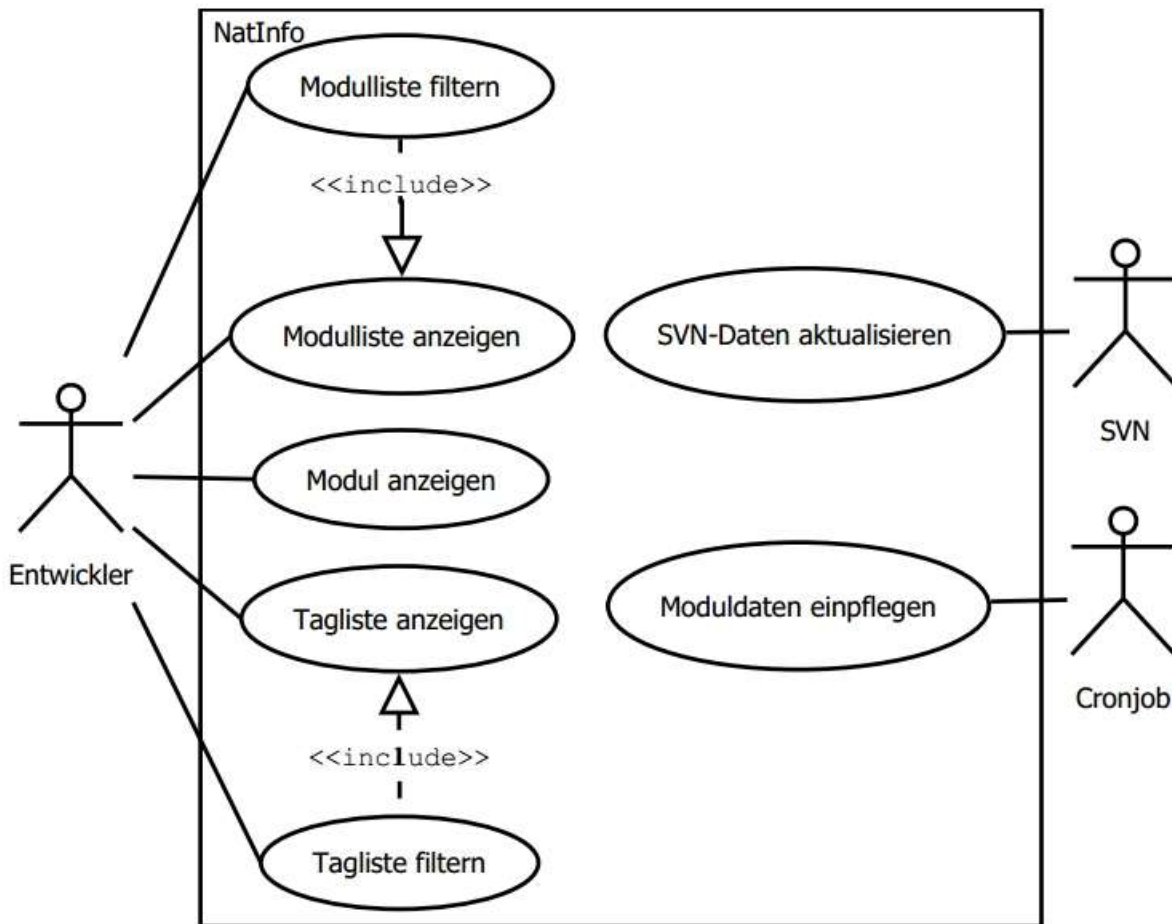 NatInfo
Modulliste filtern
<<include>>
Modulliste anzeigen
SVN-Daten aktualisieren
SVN
Modul anzeigen
Entwickler
Tagliste anzeigen
Moduldaten einpflegen
Cronjob
<<include>>
Tagliste filtern